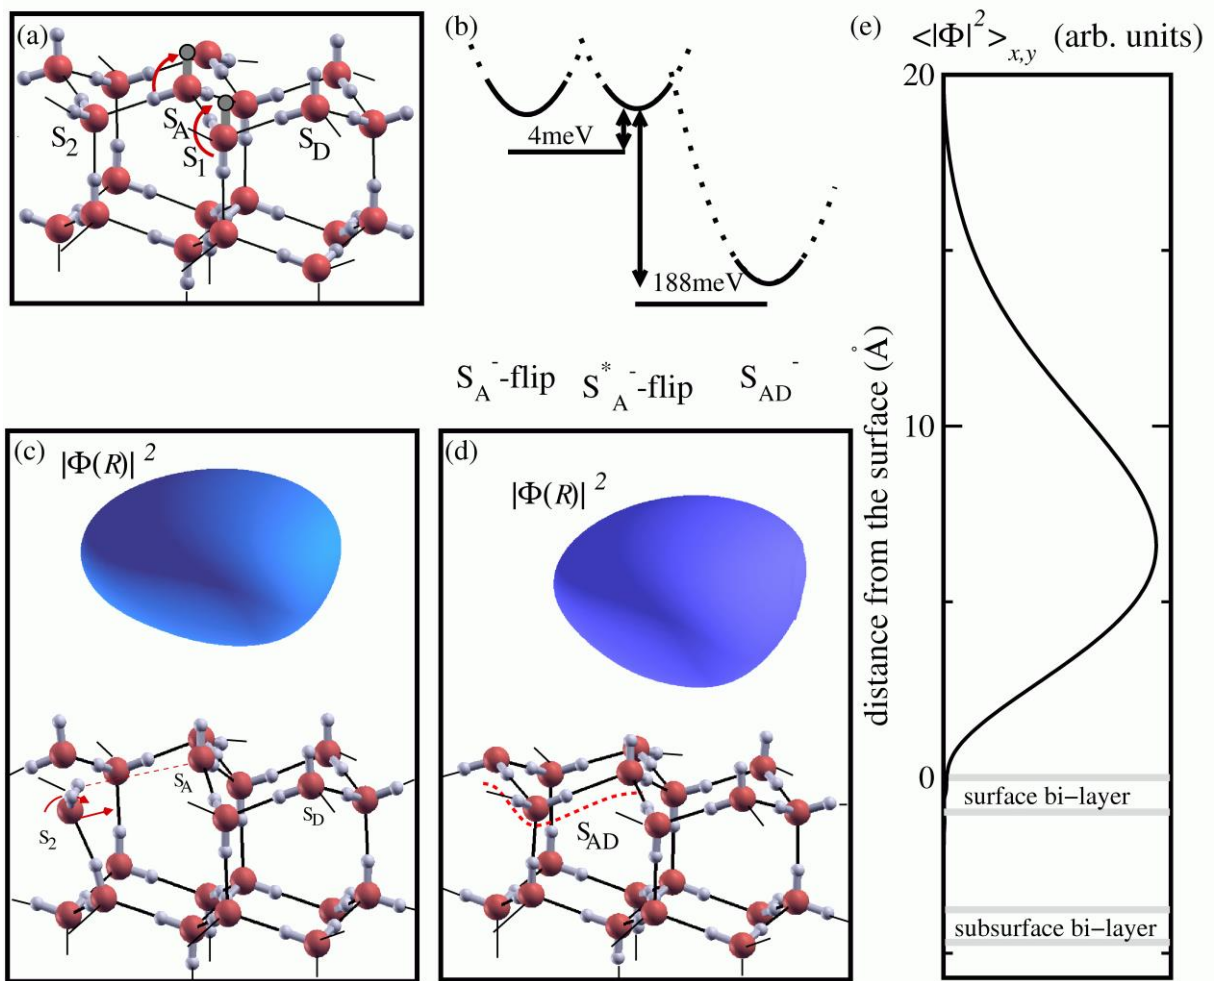 (a)
S2
SA
S1
SD
(b)
4meV
188meV
SA⁻-flip
S*A⁻-flip
SAD⁻
(c)
|Φ(R)|²
S2
SA
SD
(d)
|Φ(R)|²
SAD
(e)
<|Φ|²>x,y (arb. units)
distance from the surface (Å)
20
10
0
surface bi-layer
subsurface bi-layer